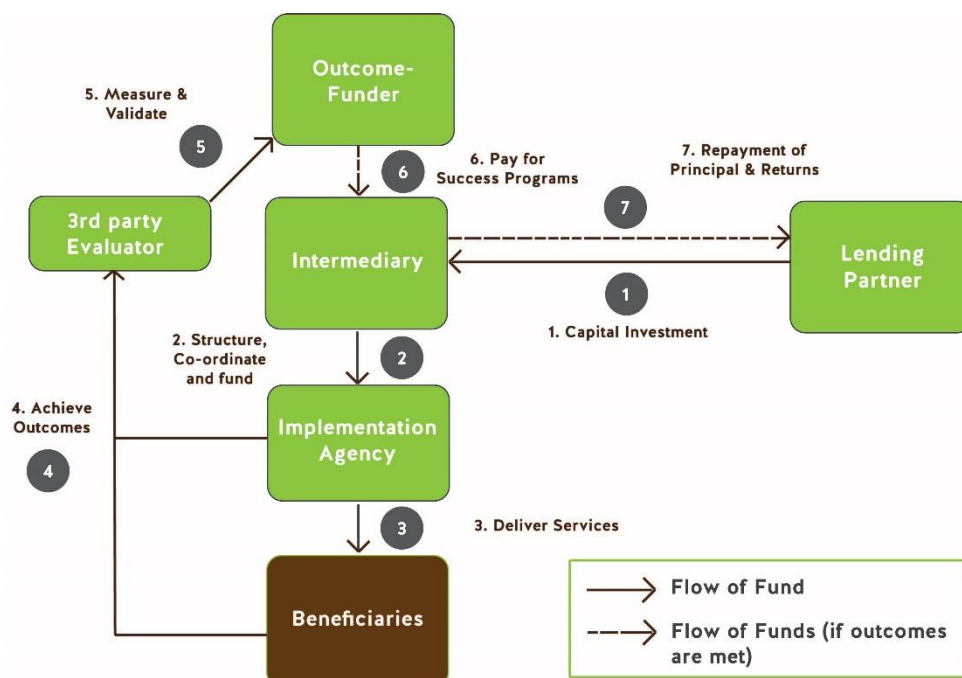 Outcome-
Funder
5. Measure &
Validate
5
6
6. Pay for
Success Programs
7. Repayment of
Principal & Returns
7
3rd party
Evaluator
Intermediary
Lending
Partner
1
1. Capital Investment
2. Structure,
Co-ordinate
and fund
2
4. Achieve
Outcomes
4
Implementation
Agency
3
3. Deliver Services
Beneficiaries
Flow of Fund
Flow of Funds (if outcomes
are met)